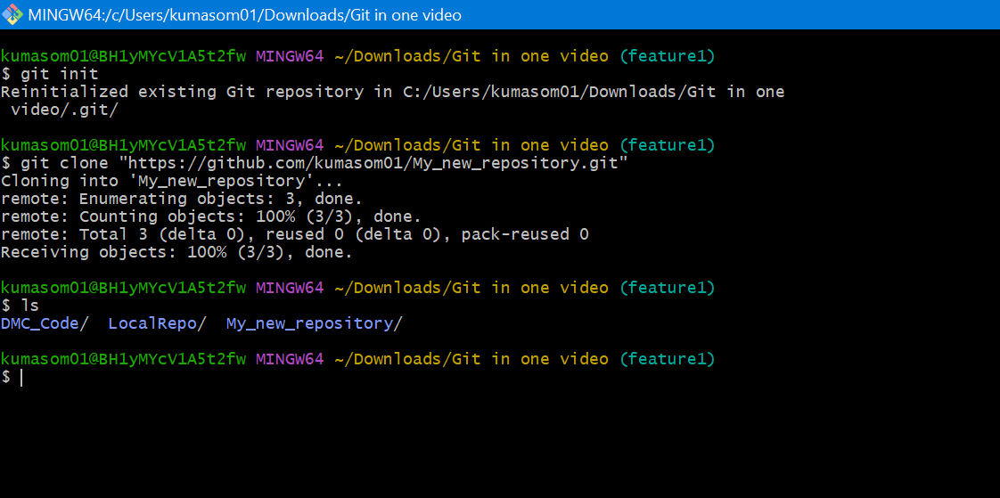 MINGW64:/c/Users/kumasom01/Downloads/Git in one video
kumasom01@BH1yMYcV1A5t2fw MINGW64 ~/Downloads/Git in one video (feature1)
$ git init
Reinitialized existing Git repository in C:/Users/kumasom01/Downloads/Git in one
 video/.git/
kumasom01@BH1yMYcV1A5t2fw MINGW64 ~/Downloads/Git in one video (feature1)
$ git clone "https://github.com/kumasom01/My_new_repository.git"
Cloning into 'My_new_repository'...
remote: Enumerating objects: 3, done.
remote: Counting objects: 100% (3/3), done.
remote: Total 3 (delta 0), reused 0 (delta 0), pack-reused 0
Receiving objects: 100% (3/3), done.
kumasom01@BH1yMYcV1A5t2fw MINGW64 ~/Downloads/Git in one video (feature1)
$ ls
DMC_Code/  LocalRepo/  My_new_repository/
kumasom01@BH1yMYcV1A5t2fw MINGW64 ~/Downloads/Git in one video (feature1)
$